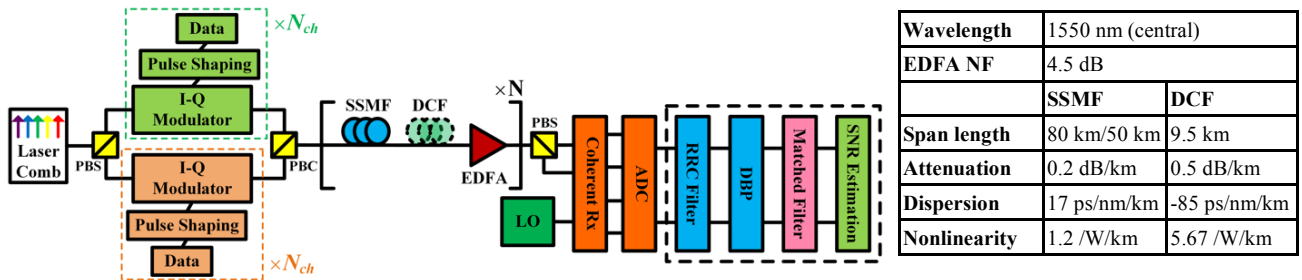 Data
×Nch
Pulse Shaping
I-Q
Modulator
Laser
Comb
PBS
PBC
I-Q
Modulator
Pulse Shaping
Data
×Nch
SSMF
DCF
×N
EDFA
PBS
LO
Coherent Rx
ADC
RRC Filter
DBP
Matched Filter
SNR Estimation
Wavelength 1550 nm (central)
EDFA NF 4.5 dB
SSMF DCF
Span length 80 km/50 km 9.5 km
Attenuation 0.2 dB/km 0.5 dB/km
Dispersion 17 ps/nm/km -85 ps/nm/km
Nonlinearity 1.2 /W/km 5.67 /W/km